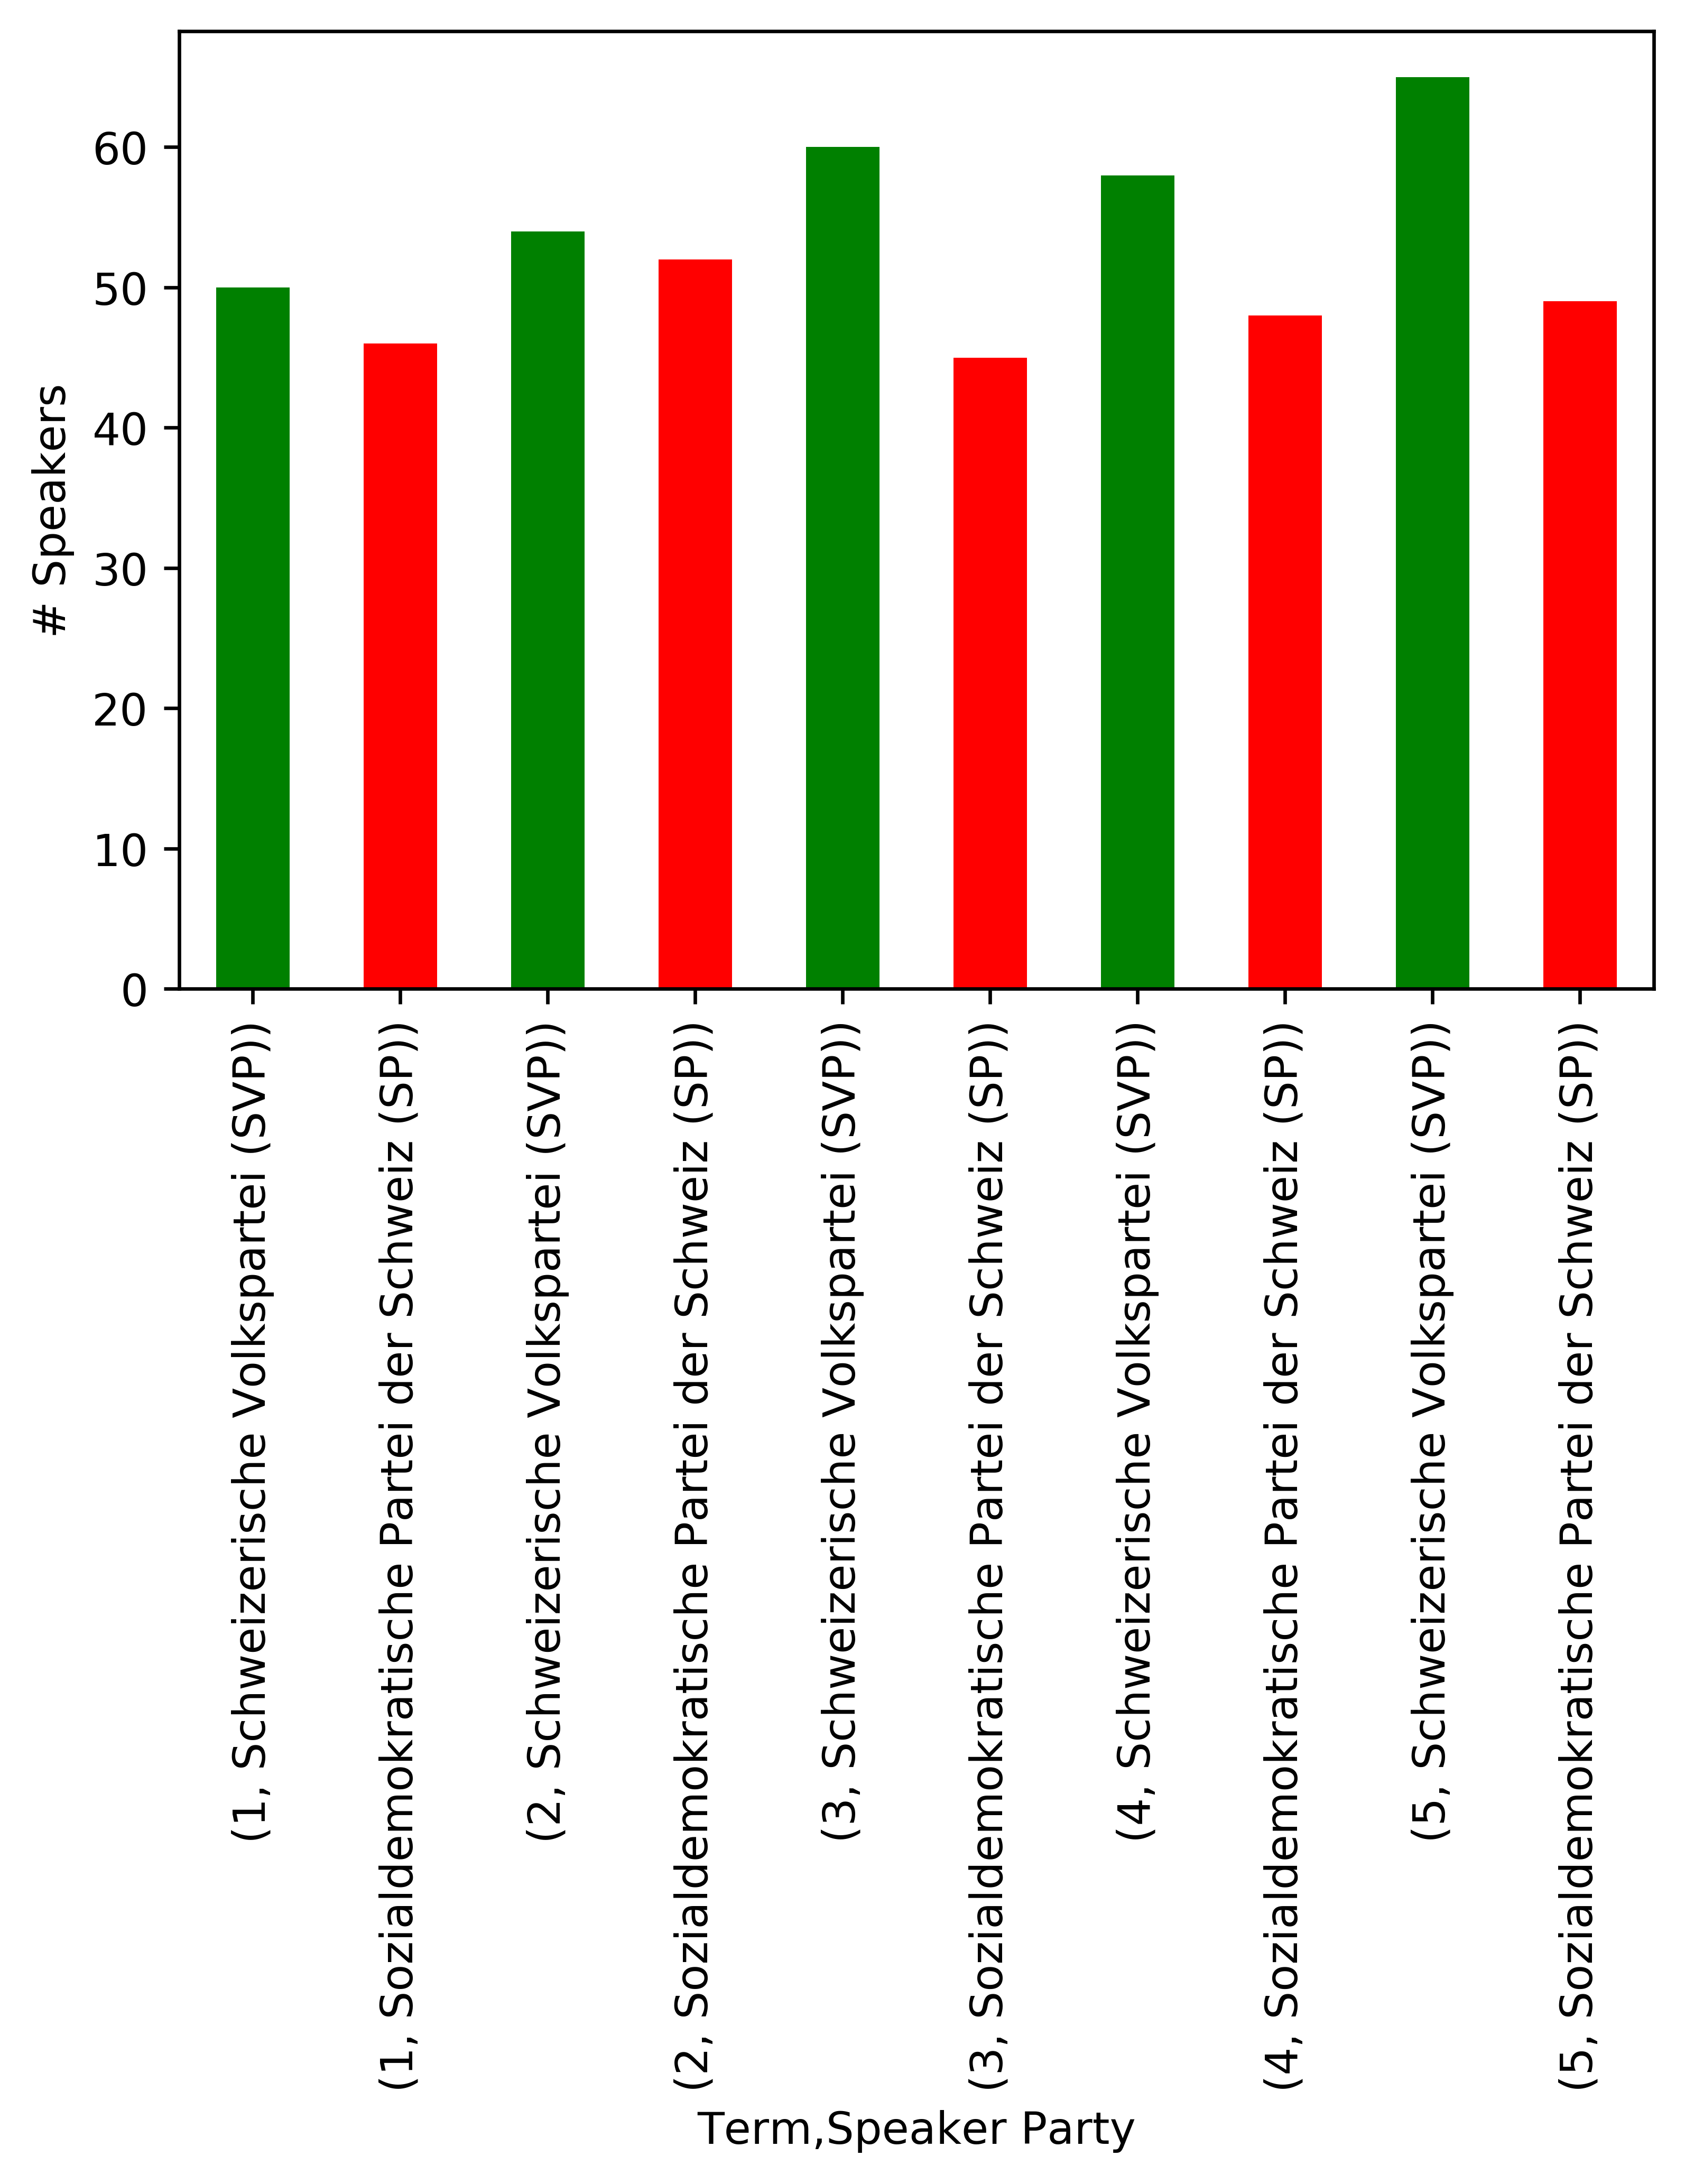 # Speakers
60
50
40
30
20
10
0
(1, Schweizerische Volkspartei (SVP))
(1, Sozialdemokratische Partei der Schweiz (SP))
(2, Schweizerische Volkspartei (SVP))
(2, Sozialdemokratische Partei der Schweiz (SP))
(3, Schweizerische Volkspartei (SVP))
(3, Sozialdemokratische Partei der Schweiz (SP))
(4, Schweizerische Volkspartei (SVP))
(4, Sozialdemokratische Partei der Schweiz (SP))
(5, Schweizerische Volkspartei (SVP))
(5, Sozialdemokratische Partei der Schweiz (SP))
Term,Speaker Party